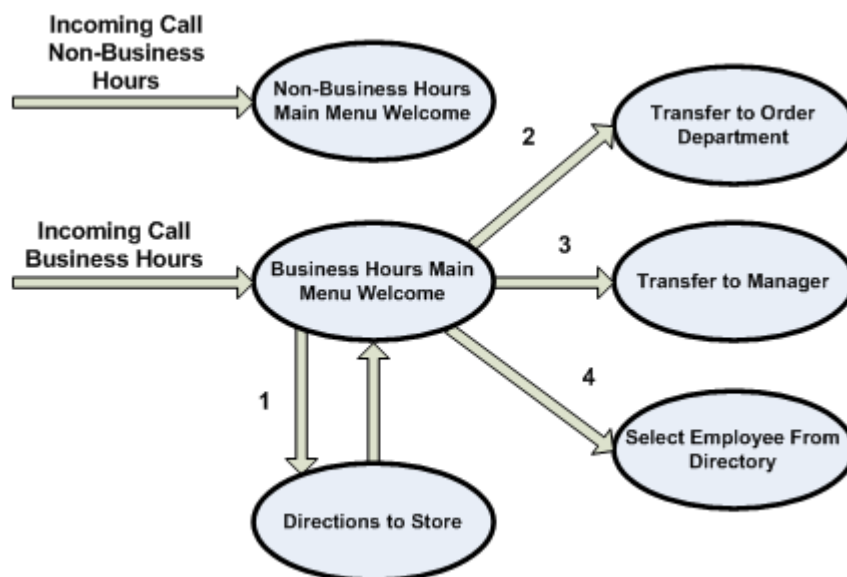 Incoming Call
Non-Business
Hours
Non-Business Hours
Main Menu Welcome
2
Transfer to Order
Department
Incoming Call
Business Hours
Business Hours Main
Menu Welcome
3
Transfer to Manager
1
4
Select Employee From
Directory
Directions to Store